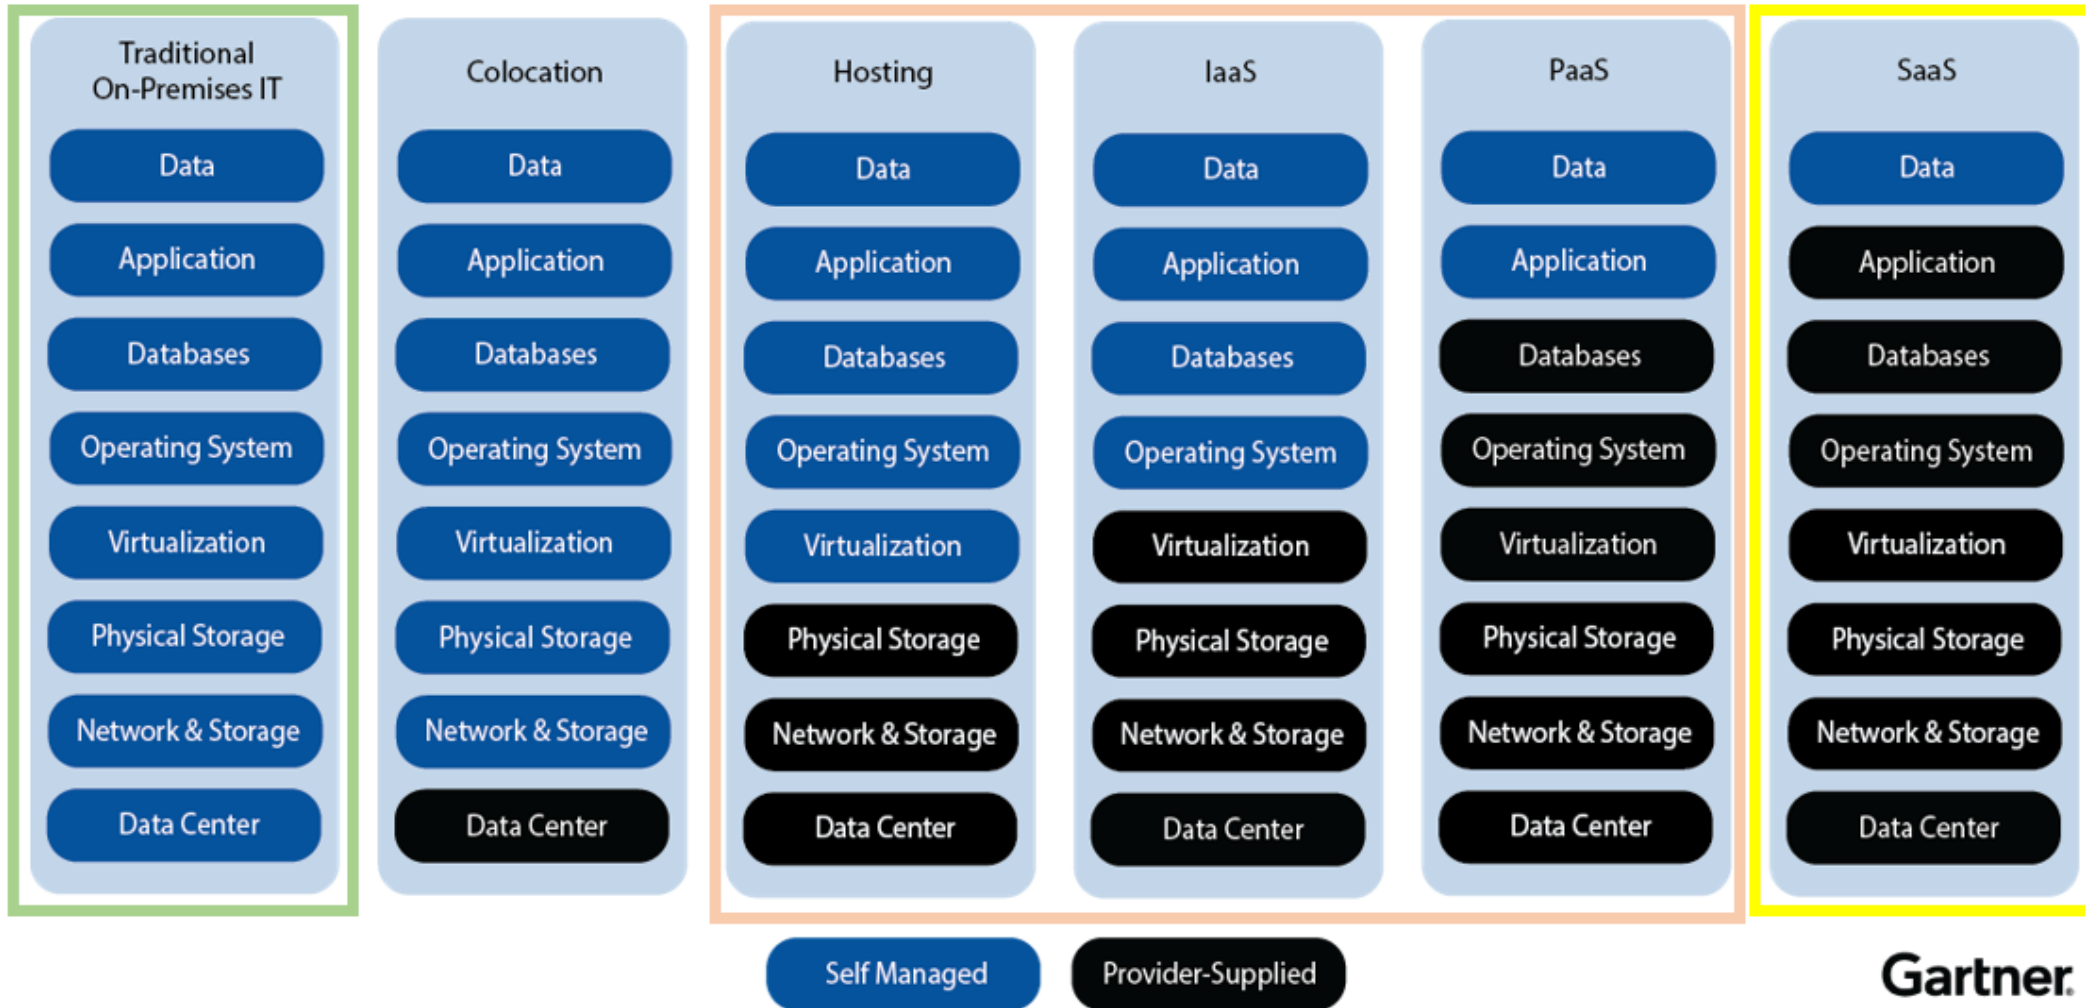 Traditional
On-Premises IT
Data
Application
Databases
Operating System
Virtualization
Physical Storage
Network & Storage
Data Center
Colocation
Data
Application
Databases
Operating System
Virtualization
Physical Storage
Network & Storage
Data Center
Hosting
Data
Application
Databases
Operating System
Virtualization
Physical Storage
Network & Storage
Data Center
IaaS
Data
Application
Databases
Operating System
Virtualization
Physical Storage
Network & Storage
Data Center
PaaS
Data
Application
Databases
Operating System
Virtualization
Physical Storage
Network & Storage
Data Center
SaaS
Data
Application
Databases
Operating System
Virtualization
Physical Storage
Network & Storage
Data Center
Self Managed
Provider-Supplied
Gartner®